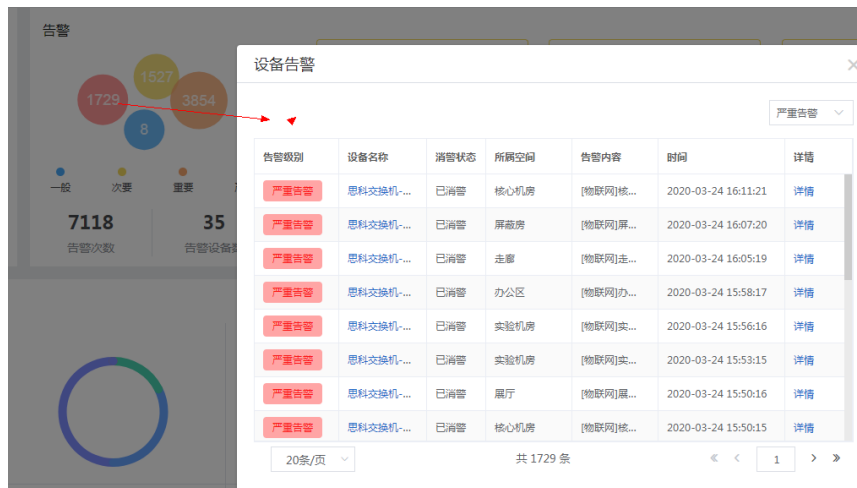 告警
1527
1729
3854
8
一般 次要 重要
7118 35
告警次数 告警设备数
设备告警
严重告警
告警级别 设备名称 消警状态 所属空间 告警内容 时间 详情
严重告警 思科交换机-... 已消警 核心机房 [物联网]核... 2020-03-24 16:11:21 详情
严重告警 思科交换机-... 已消警 屏蔽房 [物联网]屏... 2020-03-24 16:07:20 详情
严重告警 思科交换机-... 已消警 走廊 [物联网]走... 2020-03-24 16:05:19 详情
严重告警 思科交换机-... 已消警 办公区 [物联网]办... 2020-03-24 15:58:17 详情
严重告警 思科交换机-... 已消警 实验机房 [物联网]实... 2020-03-24 15:56:16 详情
严重告警 思科交换机-... 已消警 实验机房 [物联网]实... 2020-03-24 15:53:15 详情
严重告警 思科交换机-... 已消警 展厅 [物联网]展... 2020-03-24 15:50:16 详情
严重告警 思科交换机-... 已消警 核心机房 [物联网]核... 2020-03-24 15:50:15 详情
20条/页 共 1729 条 1